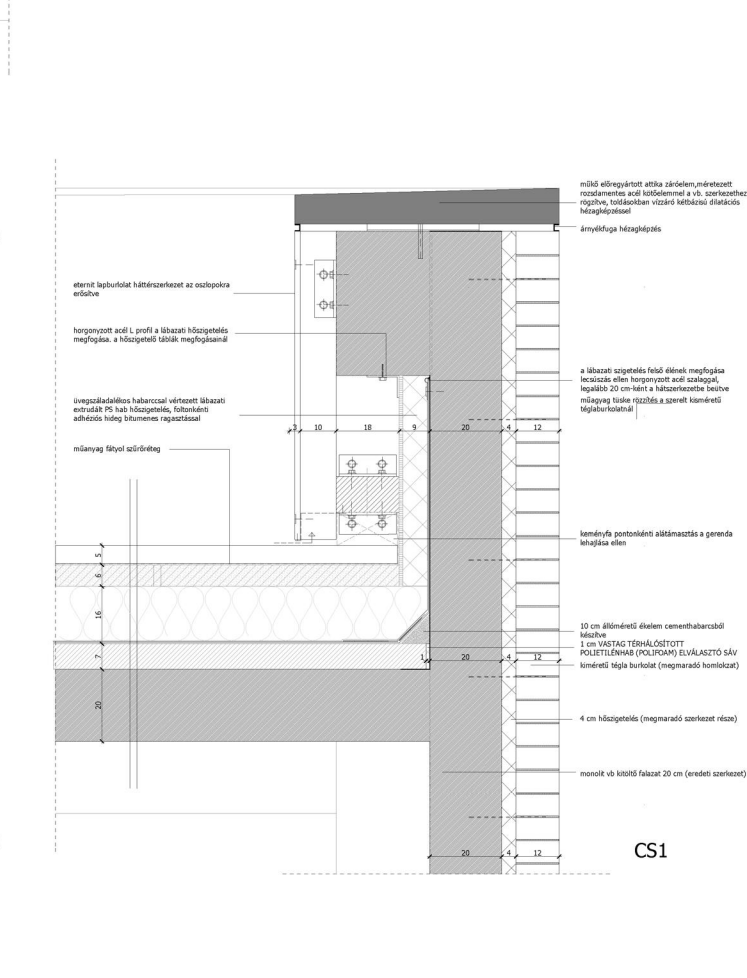 műkő előregyártott attika záróelem,méretezett
rozsdamentes acél kötőelemmel a vb. szerkezethez
rögzítve, toldásokban vízzáró kétbázisú dilatációs
hézagképzéssel
árnyékfuga hézagképzés
eternit lapburlolat háttérszerkezet az oszlopokra
erősítve
horgonyzott acél L profil a lábazati hőszigetelés
megfogása. a hőszigetelő táblák megfogásainál
a lábazati szigetelés felső élének megfogása
lecsúszás ellen horgonyzott acél szalaggal,
legalább 20 cm-ként a hátszerkezetbe beütve
műagyag tüske rözzítés a szerelt kisméretű
téglaburkolatnál
üvegszáladalékos habarccsal vértezett lábazati
extrudált PS hab hőszigetelés, foltonkénti
adhéziós hideg bitumenes ragasztással
3 10 18 9 20 4 12
műanyag fátyol szűrőréteg
keményfa pontonkénti alátámasztás a gerenda
lehajlása ellen
5
6
16
7
20
10 cm állóméretű ékelem cementhabarcsból
készítve
1 cm VASTAG TÉRHÁLÓSÍTOTT
POLIETILÉNHAB (POLIFOAM) ELVÁLASZTÓ SÁV
1 20 4 12
kiméretű tégla burkolat (megmaradó homlokzat)
4 cm hőszigetelés (megmaradó szerkezet része)
monolit vb kitöltő falazat 20 cm (eredeti szerkezet)
20 4 12
CS1